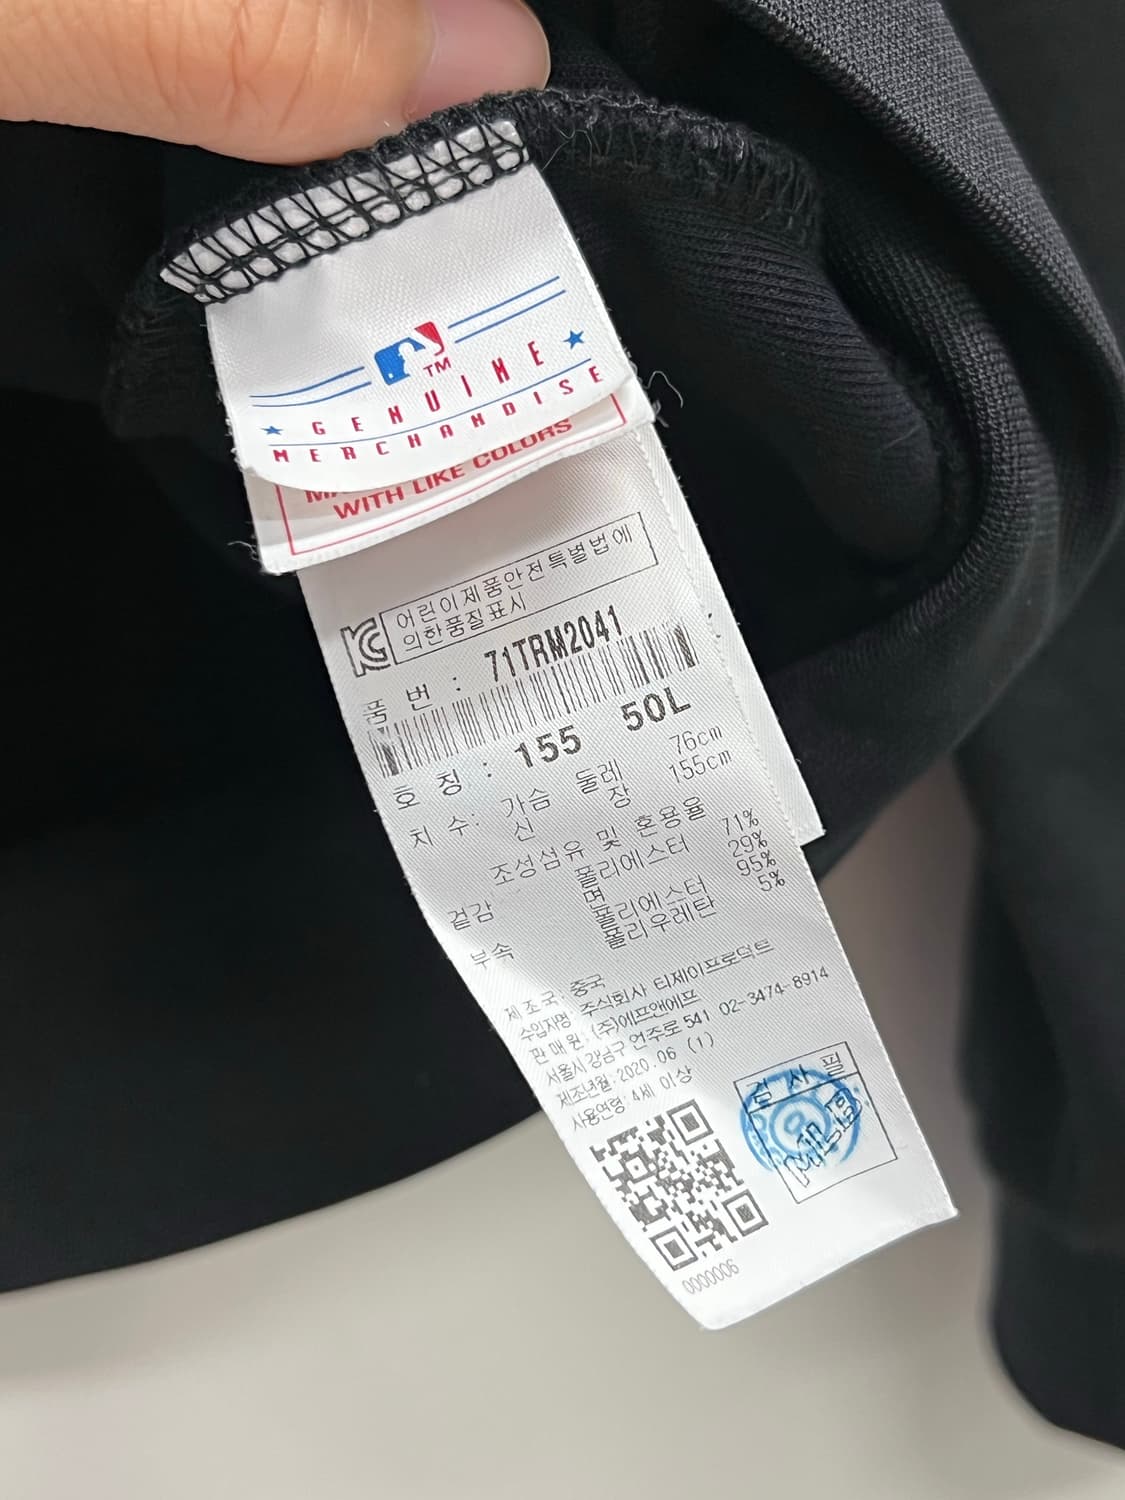 TM
GENUINE
MERCHANDISE
WITH LIKE COLORS
어린이제품안전특별법에
의한품질표시
품 번 : 71TRM2041
호 칭 : 155 50L
치 수: 가슴 둘레 76cm
신 장 155cm
조성섬유 및 혼용율
겉감 폴리에스터 71%
면 29%
부속 폴리에스터 95%
폴리우레탄 5%
제 조 국: 중국
수입자명: 주식회사 티제이프로덕트
판 매 원: (주)에프앤에프
서울시강남구 언주로 541 02-3474-8914
제조년월: 2020.06 (1)
사용연령: 4세 이상
검 사 필
0000006